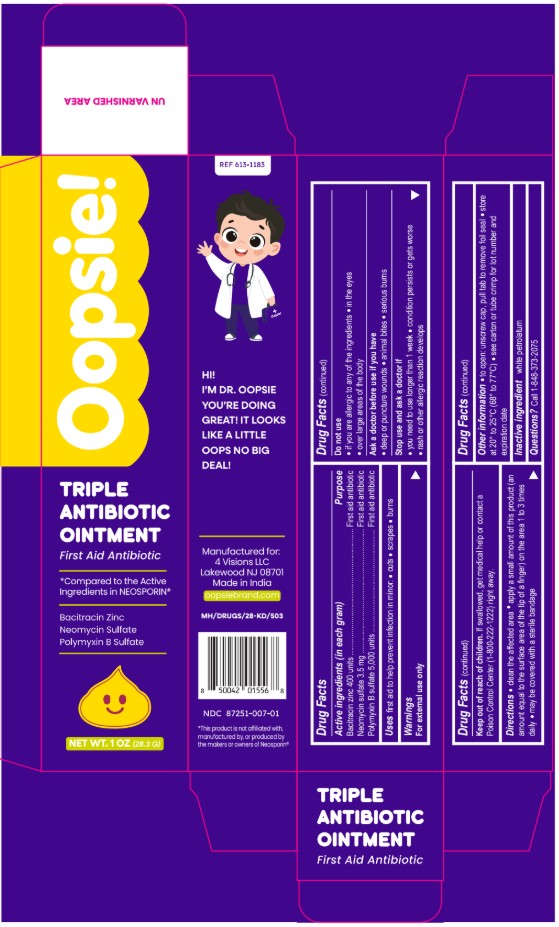 UN VARNISHED AREA
Oopsie!
TRIPLE
ANTIBIOTIC
OINTMENT
First Aid Antibiotic
*Compared to the Active
Ingredients in NEOSPORIN®
Bacitracin Zinc
Neomycin Sulfate
Polymyxin B Sulfate
NET WT. 1 OZ (28.3 G)
REF 613-1183
HI!
I'M DR. OOPSIE
YOU'RE DOING
GREAT! IT LOOKS
LIKE A LITTLE
OOPS NO BIG
DEAL!
Manufactured for:
4 Visions LLC
Lakewood NJ 08701
Made in India
oopsiebrand.com
MH/DRUGS/28-KD/503
8 50042 01556 8
NDC 87251-007-01
*This product is not affiliated with,
manufactured by, or produced by
the makers or owners of Neosporin®
Drug Facts
Active ingredients (in each gram) Purpose
Bacitracin zinc 400 units First aid antibiotic
Neomycin sulfate 3.5 mg First aid antibiotic
Polymyxin B sulfate 5,000 units First aid antibiotic
Uses first aid to help prevent infection in minor: • cuts • scrapes • burns
Warnings
For external use only
Drug Facts (continued)
Do not use
• if you are allergic to any of the ingredients • in the eyes
• over large areas of the body
Ask a doctor before use if you have
• deep or puncture wounds • animal bites • serious burns
Stop use and ask a doctor if
• you need to use longer than 1 week • condition persists or gets worse
• rash or other allergic reaction develops
Drug Facts (continued)
Keep out of reach of children. If swallowed, get medical help or contact a
Poison Control Center (1-800-222-1222) right away.
Directions • clean the affected area • apply a small amount of this product (an
amount equal to the surface area of the tip of a finger) on the area 1 to 3 times
daily • may be covered with a sterile bandage
Drug Facts (continued)
Other information • to open: unscrew cap, pull tab to remove foil seal • store
at 20° to 25°C (68° to 77°C) • see carton or tube crimp for lot number and
expiration date
Inactive ingredient white petrolatum
Questions? Call 1-848-373-2075
TRIPLE
ANTIBIOTIC
OINTMENT
First Aid Antibiotic